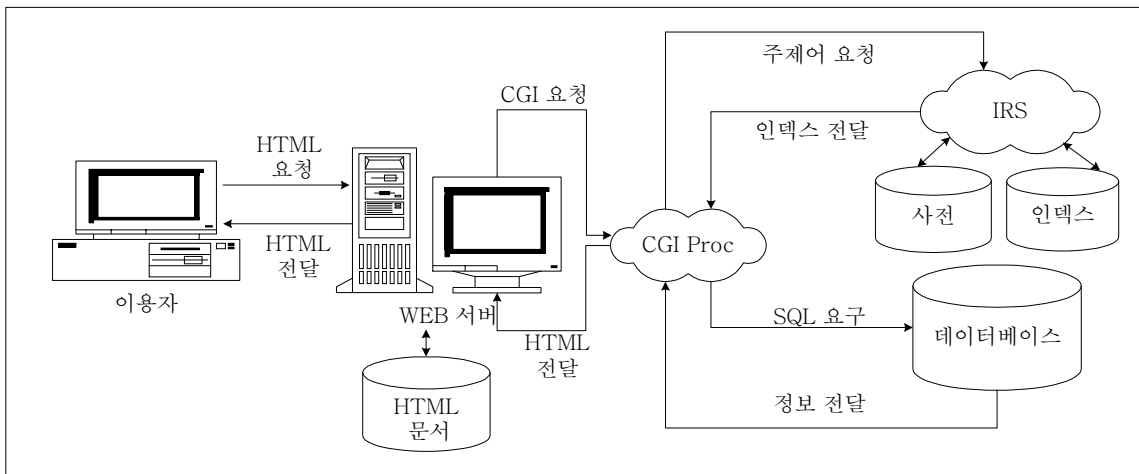 주제어 요청
CGI 요청
IRS
인덱스 전달
HTML
요청
사전
인덱스
CGI Proc
HTML
전달
이용자
WEB 서버
SQL 요구
데이터베이스
HTML
전달
정보 전달
HTML
문서